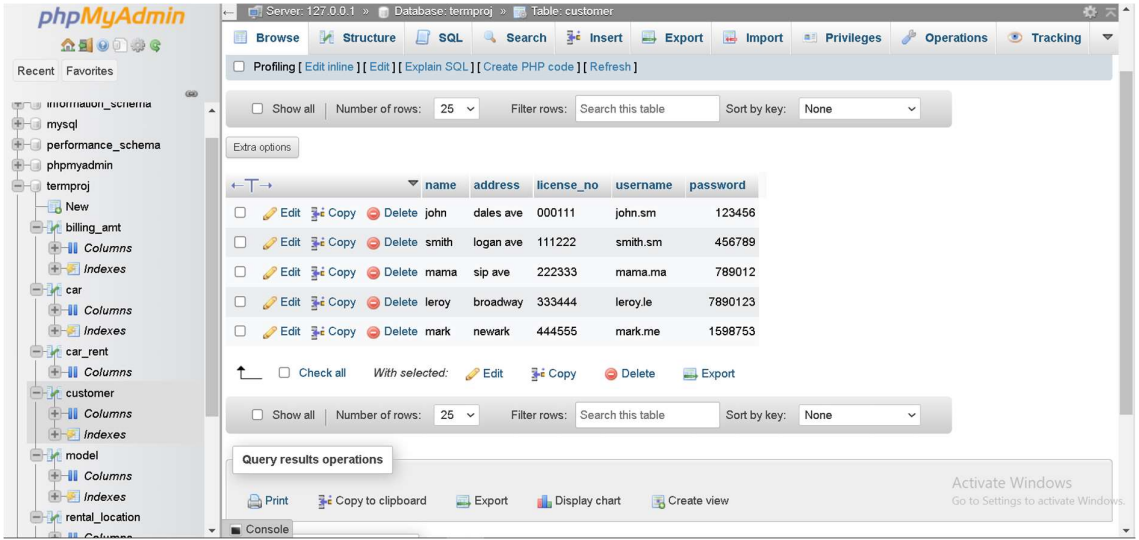 phpMyAdmin
Recent Favorites
information_schema
mysql
performance_schema
phpmyadmin
termproj
New
billing_amt
Columns
Indexes
car
Columns
Indexes
car_rent
Columns
customer
Columns
Indexes
model
Columns
Indexes
rental_location
Columns
Server: 127.0.0.1 » Database: termproj » Table: customer
Browse Structure SQL Search Insert Export Import Privileges Operations Tracking
Profiling [ Edit inline ] [ Edit ] [ Explain SQL ] [ Create PHP code ] [ Refresh ]
Show all | Number of rows: 25 Filter rows: Search this table Sort by key: None
Extra options
←T→ name address license_no username password
Edit Copy Delete john dales ave 000111 john.sm 123456
Edit Copy Delete smith logan ave 111222 smith.sm 456789
Edit Copy Delete mama sip ave 222333 mama.ma 789012
Edit Copy Delete leroy broadway 333444 leroy.le 7890123
Edit Copy Delete mark newark 444555 mark.me 1598753
Check all With selected: Edit Copy Delete Export
Show all | Number of rows: 25 Filter rows: Search this table Sort by key: None
Query results operations
Print Copy to clipboard Export Display chart Create view
Console
Activate Windows
Go to Settings to activate Windows.